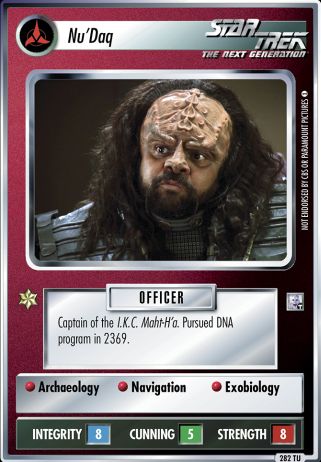 Nu'Daq
STAR TREK
THE NEXT GENERATION
NOT ENDORSED BY CBS OR PARAMOUNT PICTURES
OFFICER
Captain of the I.K.C. Maht-H'a. Pursued DNA
program in 2369.
Archaeology Navigation Exobiology
INTEGRITY 8 CUNNING 5 STRENGTH 8
282 TU